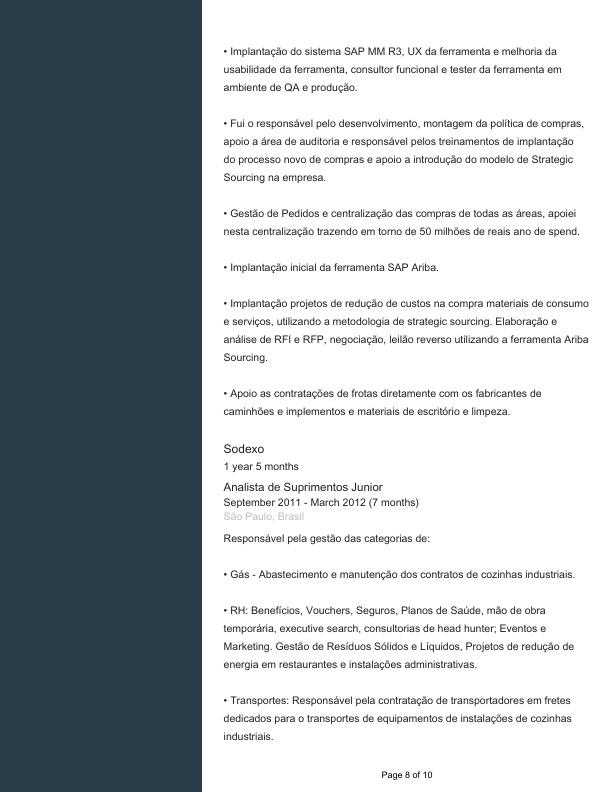 • Implantação do sistema SAP MM R3, UX da ferramenta e melhoria da
usabilidade da ferramenta, consultor funcional e tester da ferramenta em
ambiente de QA e produção.
• Fui o responsável pelo desenvolvimento, montagem da política de compras,
apoio a área de auditoria e responsável pelos treinamentos de implantação
do processo novo de compras e apoio a introdução do modelo de Strategic
Sourcing na empresa.
• Gestão de Pedidos e centralização das compras de todas as áreas, apoiei
nesta centralização trazendo em torno de 50 milhões de reais ano de spend.
• Implantação inicial da ferramenta SAP Ariba.
• Implantação projetos de redução de custos na compra materiais de consumo
e serviços, utilizando a metodologia de strategic sourcing. Elaboração e
análise de RFI e RFP, negociação, leilão reverso utilizando a ferramenta Ariba
Sourcing.
• Apoio as contratações de frotas diretamente com os fabricantes de
caminhões e implementos e materiais de escritório e limpeza.
Sodexo
1 year 5 months
Analista de Suprimentos Junior
September 2011 - March 2012 (7 months)
São Paulo, Brasil
Responsável pela gestão das categorias de:
• Gás - Abastecimento e manutenção dos contratos de cozinhas industriais.
• RH: Benefícios, Vouchers, Seguros, Planos de Saúde, mão de obra
temporária, executive search, consultorias de head hunter; Eventos e
Marketing. Gestão de Resíduos Sólidos e Líquidos, Projetos de redução de
energia em restaurantes e instalações administrativas.
• Transportes: Responsável pela contratação de transportadores em fretes
dedicados para o transportes de equipamentos de instalações de cozinhas
industriais.
Page 8 of 10